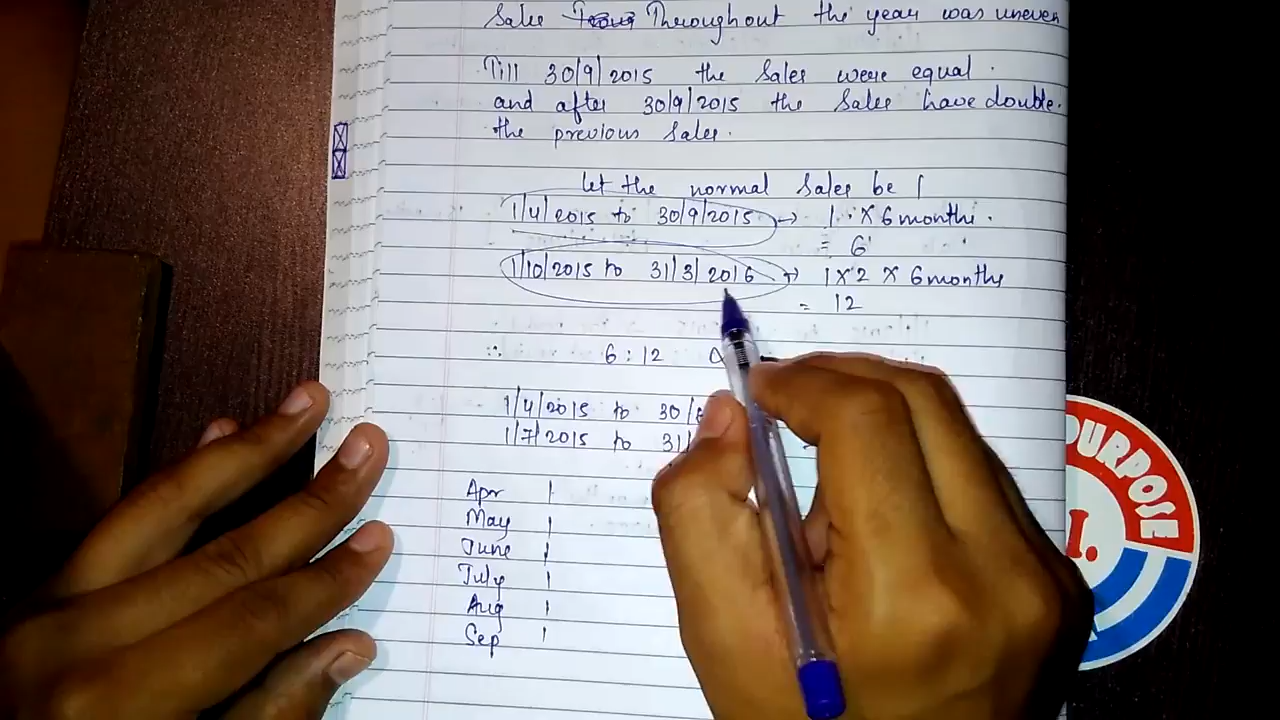 Sales Throughout the year was uneven
Till 30/9/2015 the Sales were equal.
and after 30/9/2015 the Sales have double.
the previous Sales.
let the normal Sales be 1
1/4/2015 to 30/9/2015 → 1 × 6 months.
= 6
1/10/2015 to 31/3/2016 → 1×2 × 6 months
= 12
∴ 6 : 12
1/4/2015 to 30/
1/7/2015 to 31/
Apr 1
May 1
June 1
July 1
Aug 1
Sep 1
PURPOSE
I.